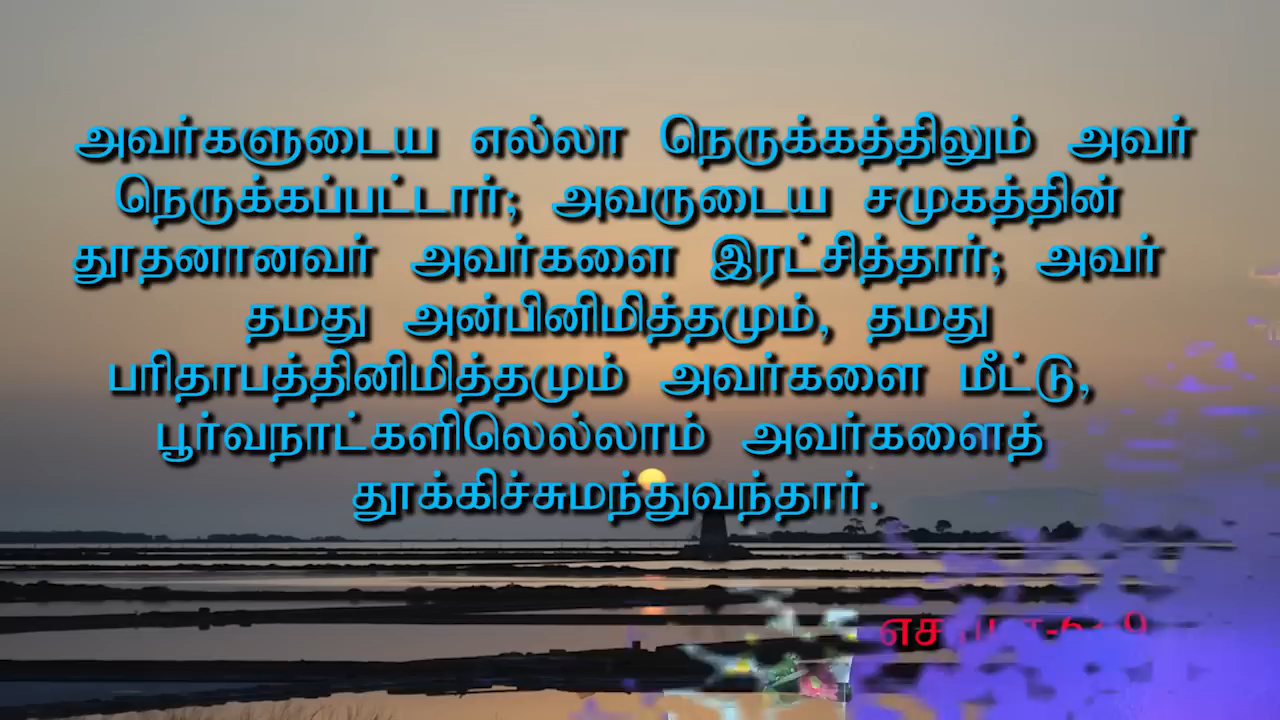 அவர்களுடைய எல்லா நெருக்கத்திலும் அவர்
நெருக்கப்பட்டார்; அவருடைய சமுகத்தின்
தூதனானவர் அவர்களை இரட்சித்தார்; அவர்
தமது அன்பினிமித்தமும், தமது
பரிதாபத்தினிமித்தமும் அவர்களை மீட்டு,
பூர்வநாட்களிலெல்லாம் அவர்களைத்
தூக்கிச்சுமந்துவந்தார்.